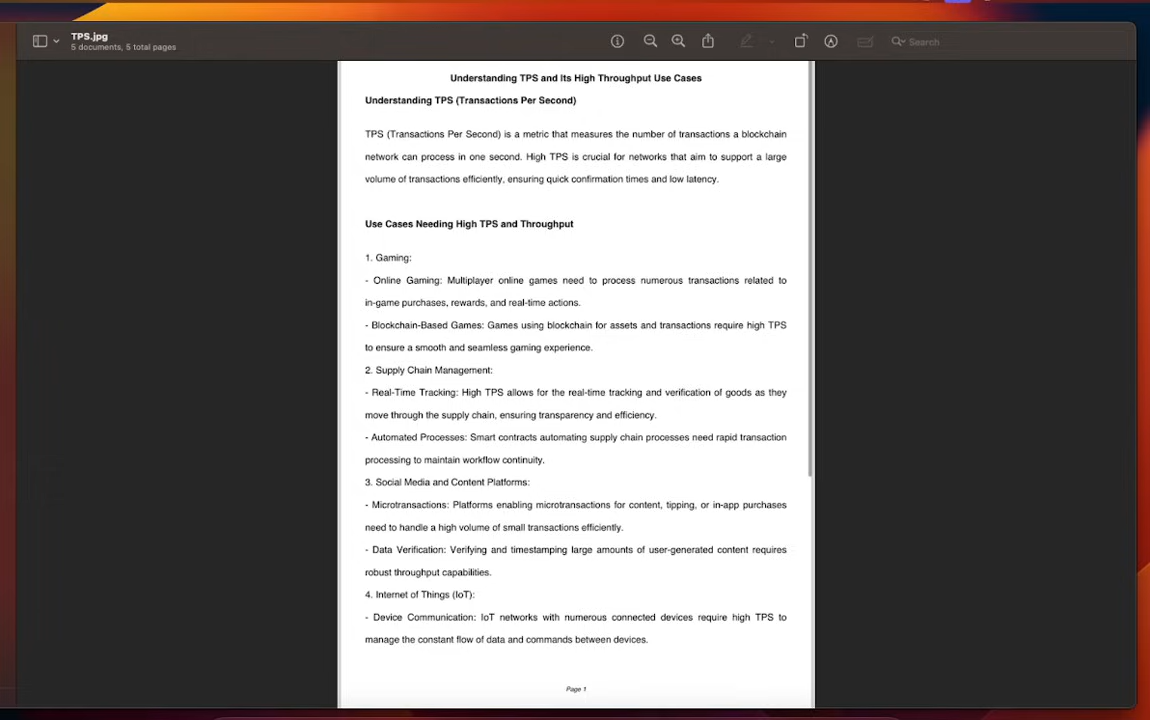 TPS.jpg
5 documents, 5 total pages
Search
Understanding TPS and Its High Throughput Use Cases
Understanding TPS (Transactions Per Second)
TPS (Transactions Per Second) is a metric that measures the number of transactions a blockchain
network can process in one second. High TPS is crucial for networks that aim to support a large
volume of transactions efficiently, ensuring quick confirmation times and low latency.
Use Cases Needing High TPS and Throughput
1. Gaming:
- Online Gaming: Multiplayer online games need to process numerous transactions related to
in-game purchases, rewards, and real-time actions.
- Blockchain-Based Games: Games using blockchain for assets and transactions require high TPS
to ensure a smooth and seamless gaming experience.
2. Supply Chain Management:
- Real-Time Tracking: High TPS allows for the real-time tracking and verification of goods as they
move through the supply chain, ensuring transparency and efficiency.
- Automated Processes: Smart contracts automating supply chain processes need rapid transaction
processing to maintain workflow continuity.
3. Social Media and Content Platforms:
- Microtransactions: Platforms enabling microtransactions for content, tipping, or in-app purchases
need to handle a high volume of small transactions efficiently.
- Data Verification: Verifying and timestamping large amounts of user-generated content requires
robust throughput capabilities.
4. Internet of Things (IoT):
- Device Communication: IoT networks with numerous connected devices require high TPS to
manage the constant flow of data and commands between devices.
Page 1